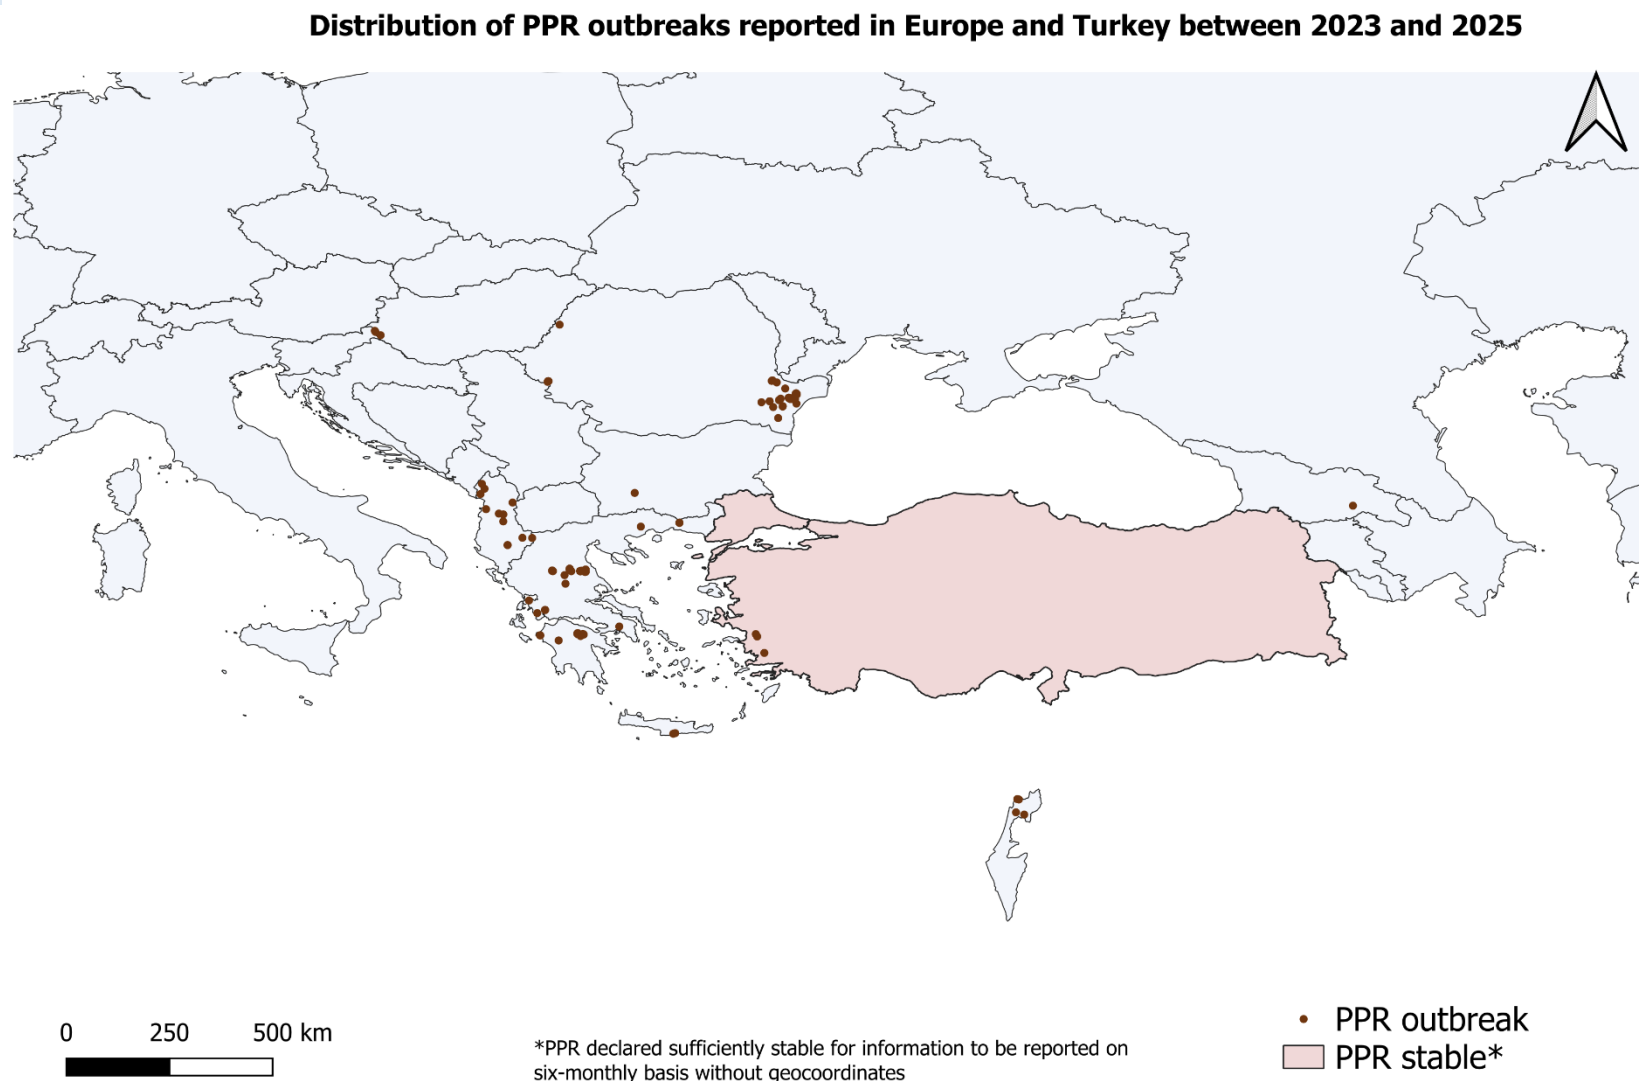 Distribution of PPR outbreaks reported in Europe and Turkey between 2023 and 2025
0 250 500 km
*PPR declared sufficiently stable for information to be reported on
six-monthly basis without geocoordinates
PPR outbreak
PPR stable*